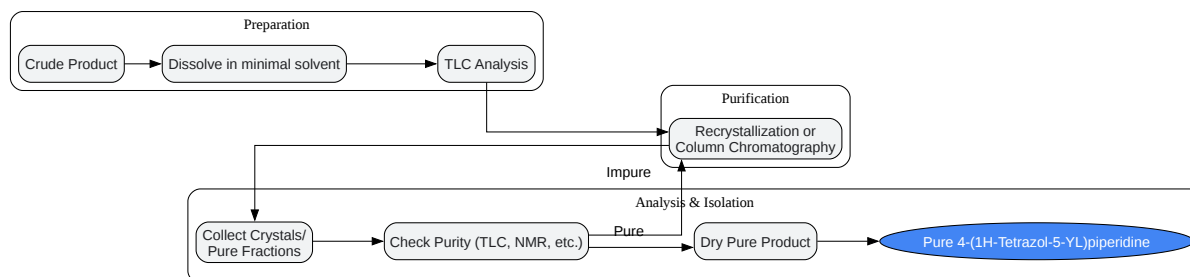 Preparation
Crude Product
Dissolve in minimal solvent
TLC Analysis
Purification
Recrystallization or
Column Chromatography
Impure
Analysis & Isolation
Collect Crystals/
Pure Fractions
Check Purity (TLC, NMR, etc.)
Pure
Dry Pure Product
Pure 4-(1H-Tetrazol-5-YL)piperidine